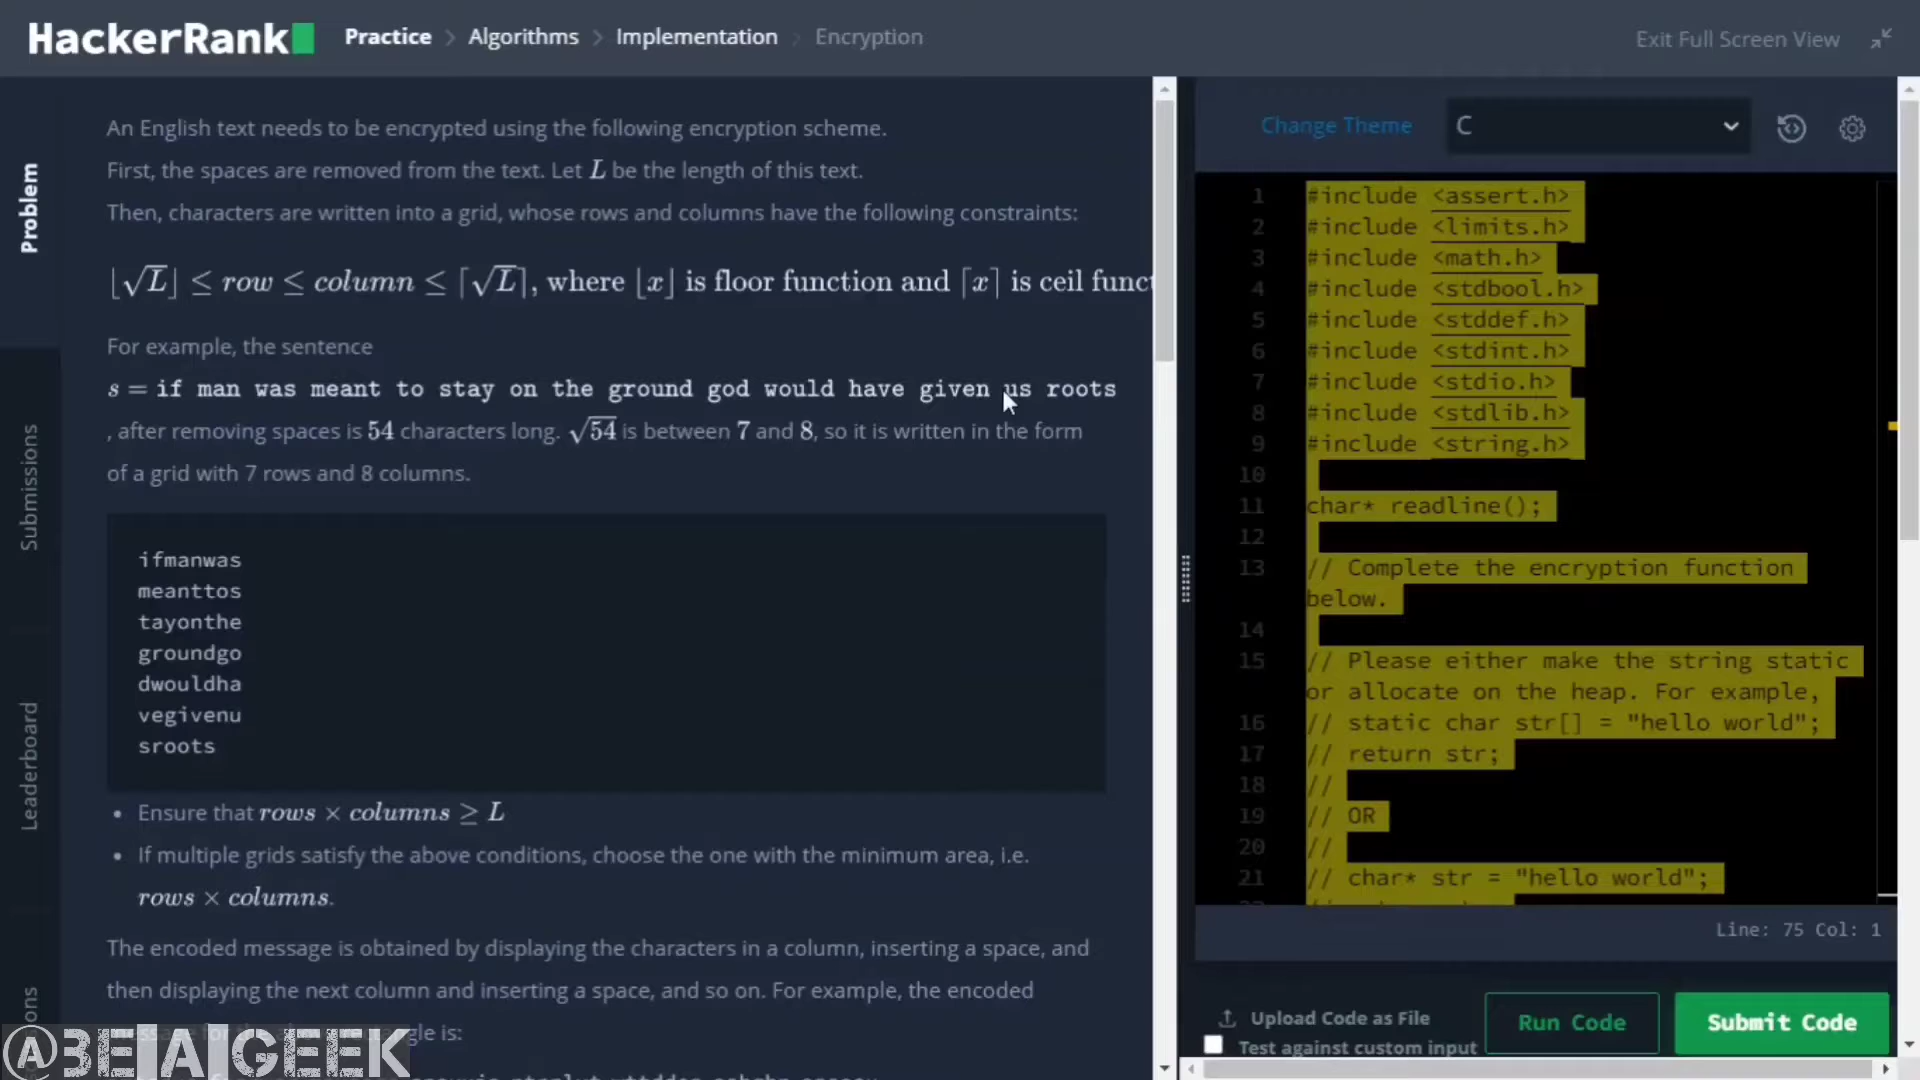 HackerRank Practice > Algorithms > Implementation > Encryption Exit Full Screen View
Problem
Submissions
Leaderboard
An English text needs to be encrypted using the following encryption scheme.
First, the spaces are removed from the text. Let L be the length of this text.
Then, characters are written into a grid, whose rows and columns have the following constraints:
⌊√L⌋ ≤ row ≤ column ≤ ⌈√L⌉, where ⌊x⌋ is floor function and ⌈x⌉ is ceil funct
For example, the sentence
s = if man was meant to stay on the ground god would have given us roots
, after removing spaces is 54 characters long. √54 is between 7 and 8, so it is written in the form
of a grid with 7 rows and 8 columns.
ifmanwas
meanttos
tayonthe
groundgo
dwouldha
vegivenu
sroots
• Ensure that rows × columns ≥ L
• If multiple grids satisfy the above conditions, choose the one with the minimum area, i.e.
rows × columns.
The encoded message is obtained by displaying the characters in a column, inserting a space, and
then displaying the next column and inserting a space, and so on. For example, the encoded
gle is:
@BE|A|GEEK
Change Theme C
1 #include <assert.h>
2 #include <limits.h>
3 #include <math.h>
4 #include <stdbool.h>
5 #include <stddef.h>
6 #include <stdint.h>
7 #include <stdio.h>
8 #include <stdlib.h>
9 #include <string.h>
10
11 char* readline();
12
13 // Complete the encryption function
below.
14
15 // Please either make the string static
or allocate on the heap. For example,
16 // static char str[] = "hello world";
17 // return str;
18 //
19 // OR
20 //
21 // char* str = "hello world";
Line: 75 Col: 1
Upload Code as File
Test against custom input
Run Code
Submit Code